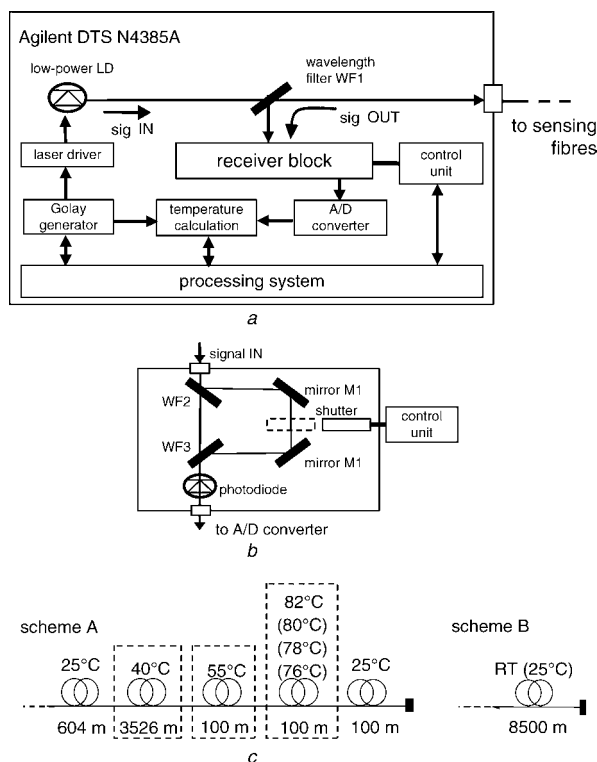 Agilent DTS N4385A
low-power LD
wavelength
filter WF1
sig IN
sig OUT
to sensing
fibres
laser driver
receiver block
control
unit
Golay
generator
temperature
calculation
A/D
converter
processing system
a
signal IN
WF2
mirror M1
shutter
control
unit
WF3
mirror M1
photodiode
to A/D converter
b
scheme A
82°C
(80°C)
(78°C)
(76°C)
scheme B
25°C
40°C
55°C
25°C
RT (25°C)
604 m
3526 m
100 m
100 m
100 m
8500 m
c